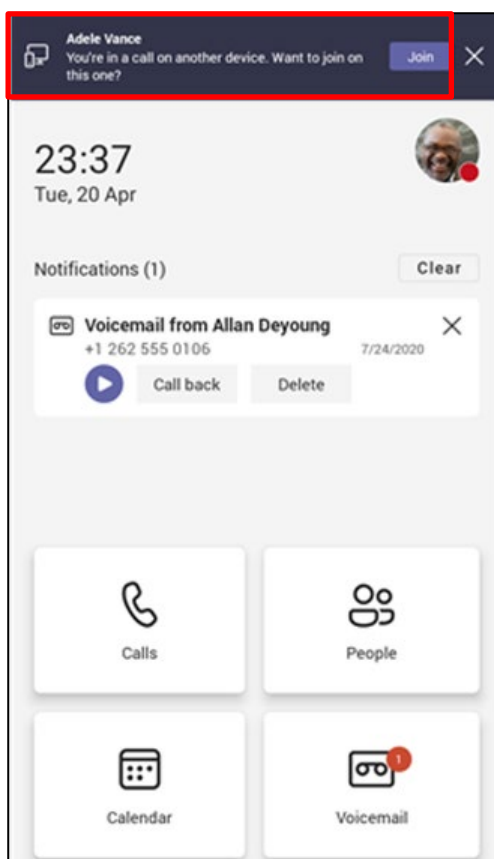 Adele Vance
You're in a call on another device. Want to join on
this one?
Join
23:37
Tue, 20 Apr
Notifications (1)
Clear
Voicemail from Allan Deyoung
+1 262 555 0106
7/24/2020
Call back
Delete
Calls
People
Calendar
1
Voicemail